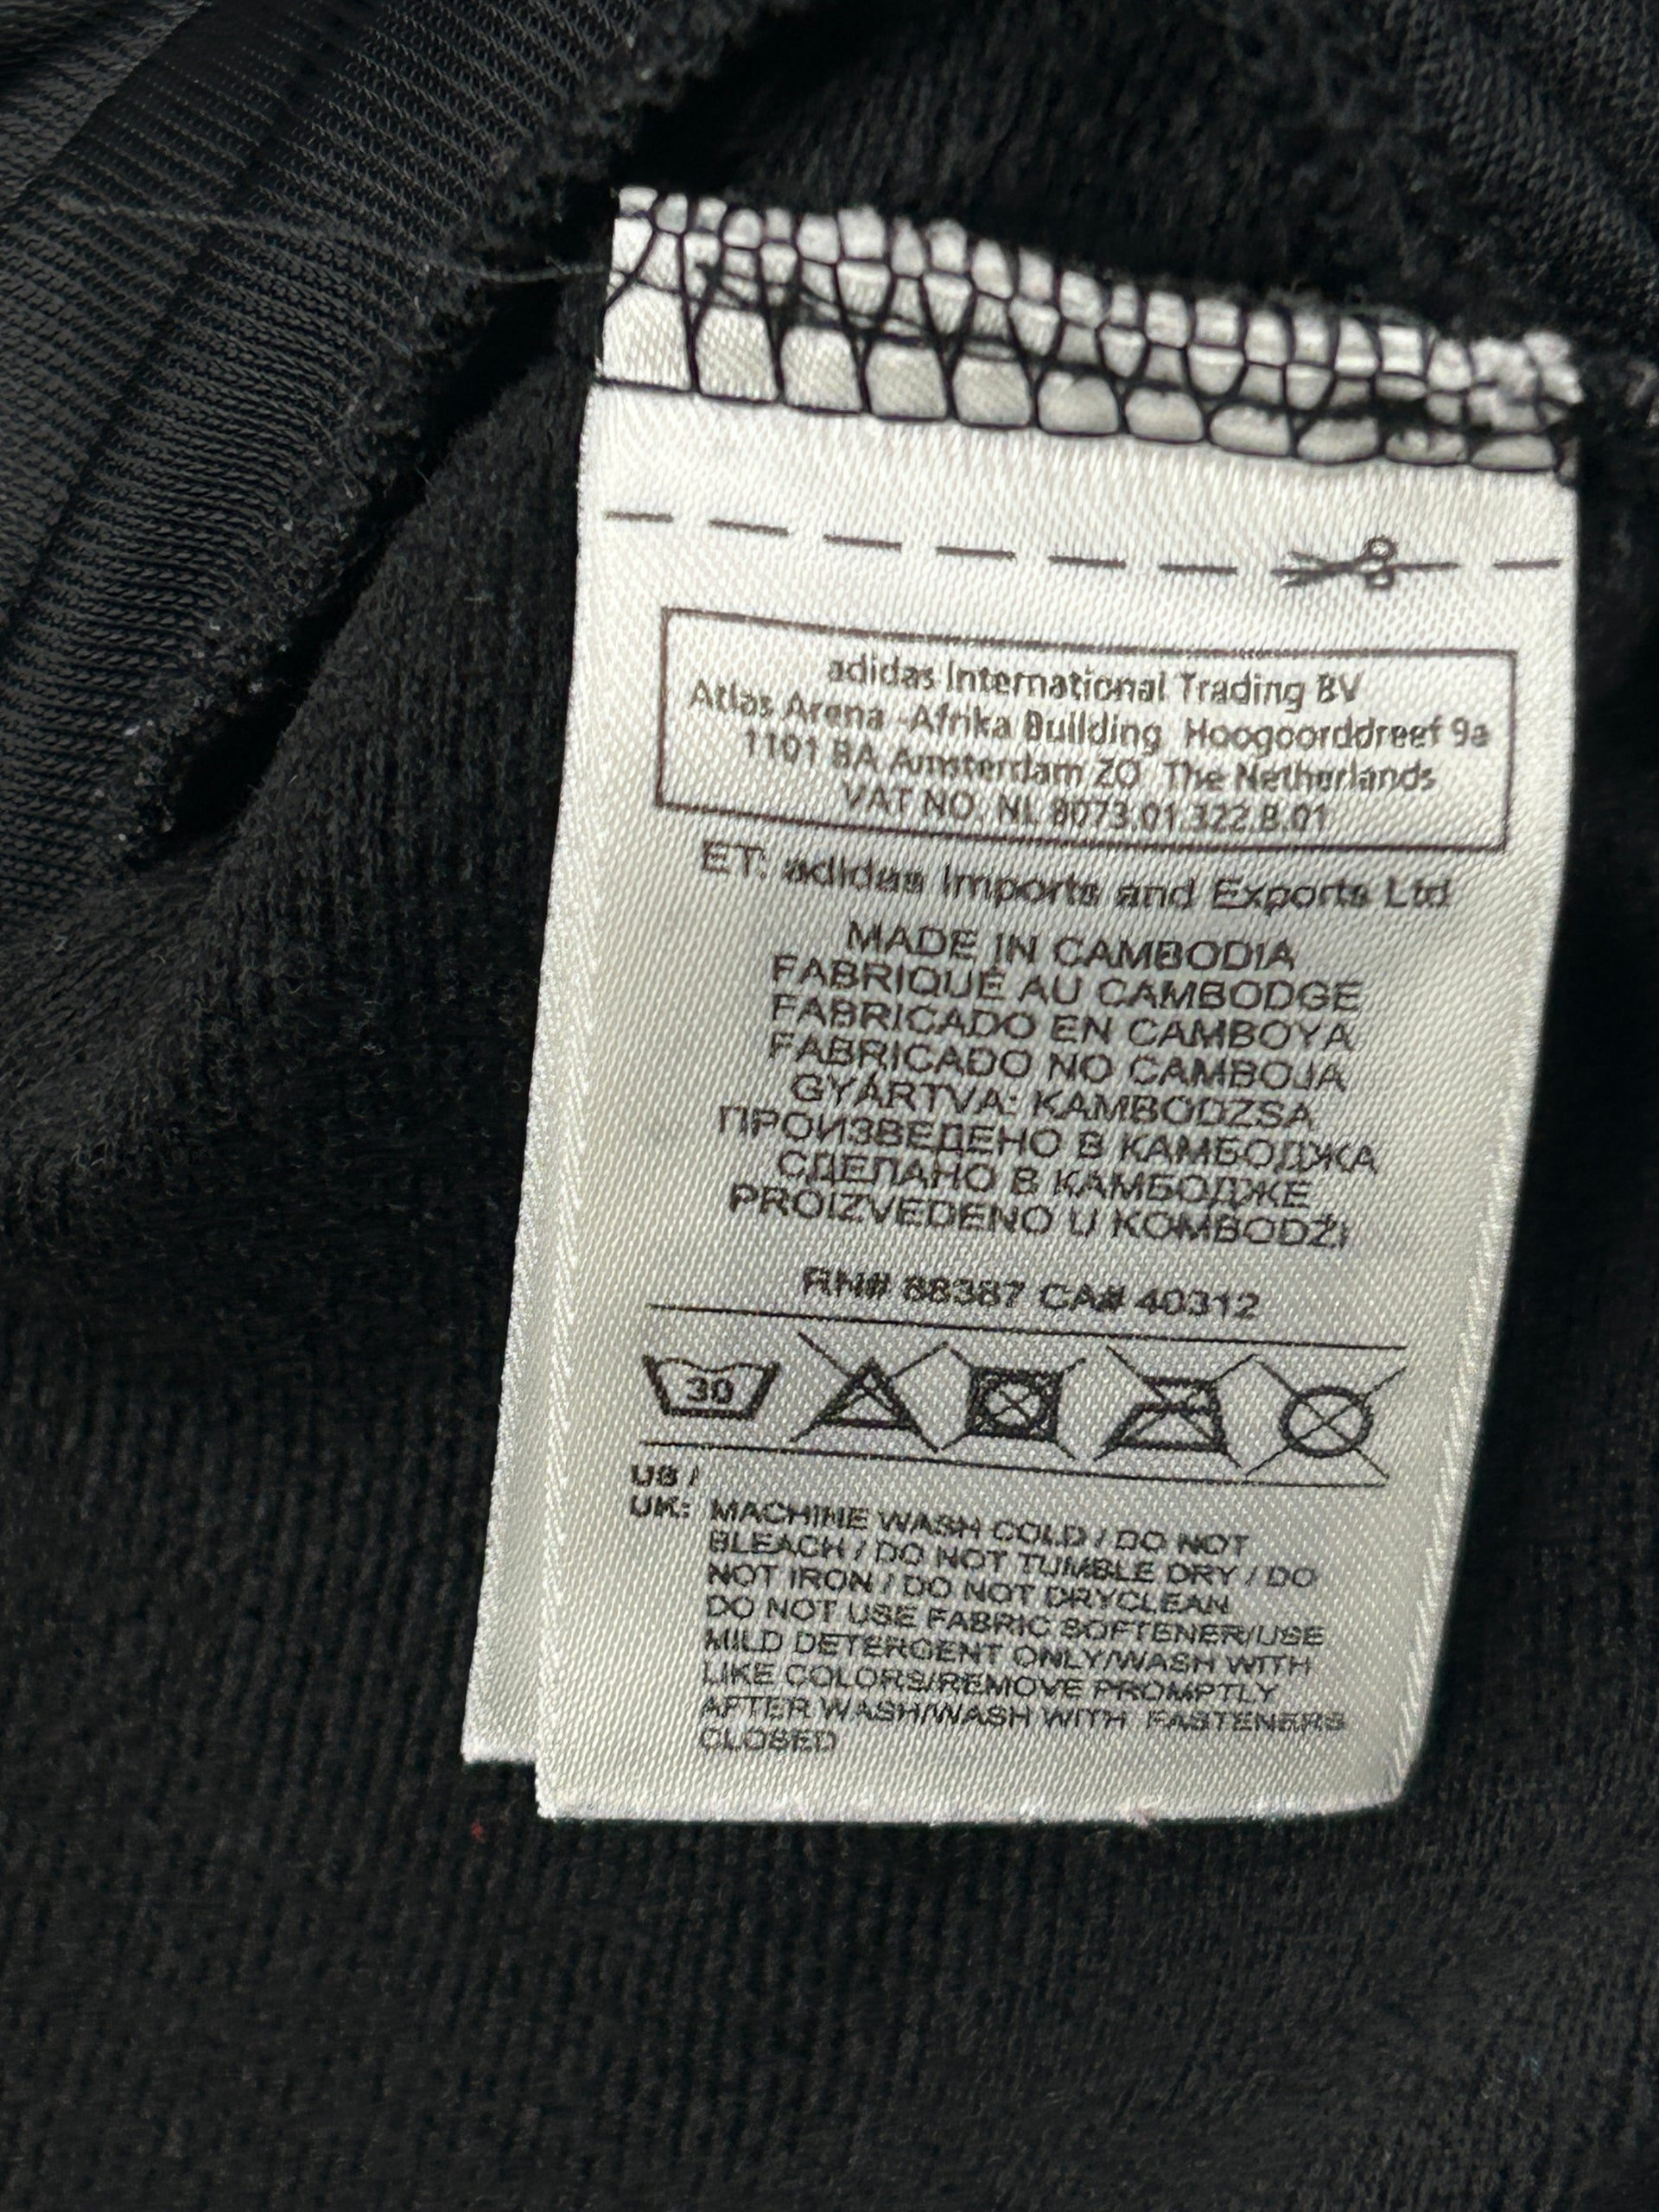 adidas International Trading BV
Atlas Arena -Afrika Building Hoogoorddreef 9a
1101 BA Amsterdam ZO The Netherlands
VAT NO: NL 8073.01.322.B.01
ET: adidas Imports and Exports Ltd
MADE IN CAMBODIA
FABRIQUÉ AU CAMBODGE
FABRICADO EN CAMBOYA
FABRICADO NO CAMBOJA
GYÁRTVA: KAMBODZSA
ПРОИЗВЕДЕНО В КАМБОДЖА
СДЕЛАНО В КАМБОДЖЕ
PROIZVEDENO U KOMBODŽI
RN# 88387 CA# 40312
30
US /
UK: MACHINE WASH COLD / DO NOT
BLEACH / DO NOT TUMBLE DRY / DO
NOT IRON / DO NOT DRYCLEAN
DO NOT USE FABRIC SOFTENER/USE
MILD DETERGENT ONLY/WASH WITH
LIKE COLORS/REMOVE PROMPTLY
AFTER WASH/WASH WITH FASTENERS
CLOSED